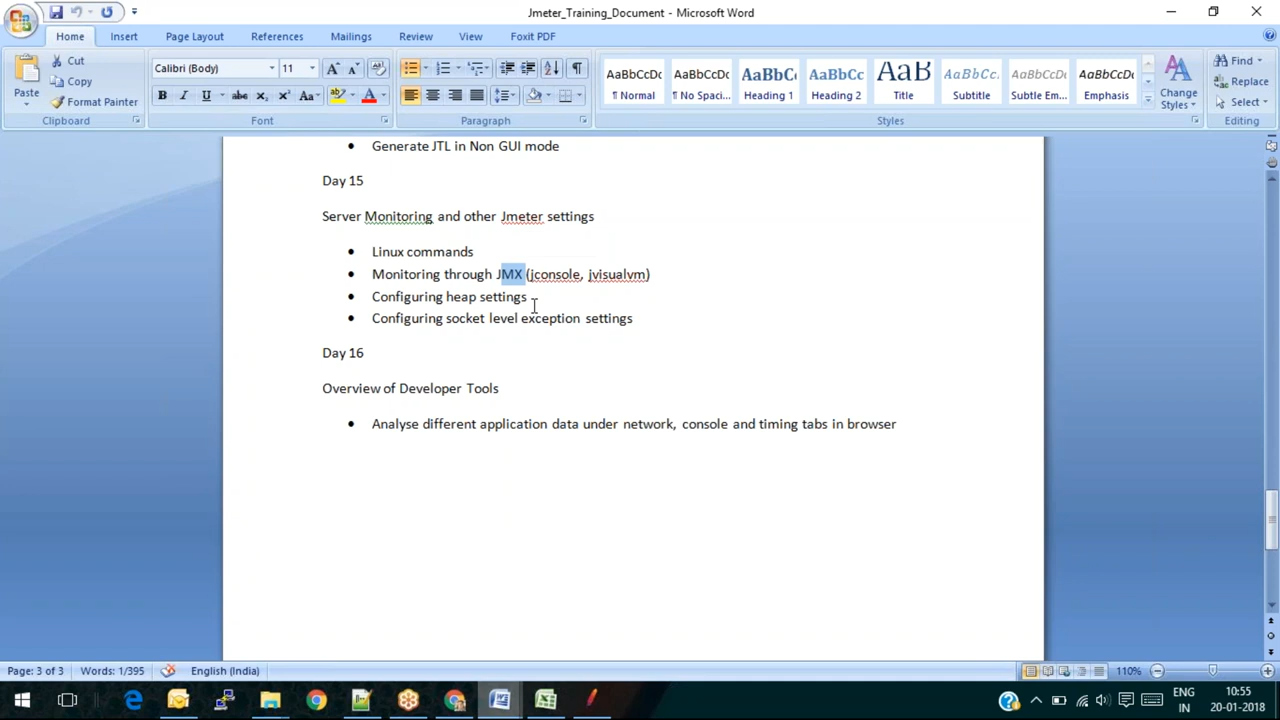 Jmeter_Training_Document - Microsoft Word
Home Insert Page Layout References Mailings Review View Foxit PDF
Paste
Cut
Copy
Format Painter
Clipboard
Calibri (Body) 11
Font
Paragraph
AaBbCcDc AaBbCcDc AaBbC AaBbCc AaB AaBbCc. AaBbCcDc AaBbCcDc
¶ Normal ¶ No Spaci... Heading 1 Heading 2 Title Subtitle Subtle Em... Emphasis
Change Styles
Styles
Find
Replace
Select
Editing
• Generate JTL in Non GUI mode
Day 15
Server Monitoring and other Jmeter settings
• Linux commands
• Monitoring through JMX (jconsole, jvisualvm)
• Configuring heap settings
• Configuring socket level exception settings
Day 16
Overview of Developer Tools
• Analyse different application data under network, console and timing tabs in browser
Page: 3 of 3 Words: 1/395 English (India) 110%
ENG 10:55
IN 20-01-2018